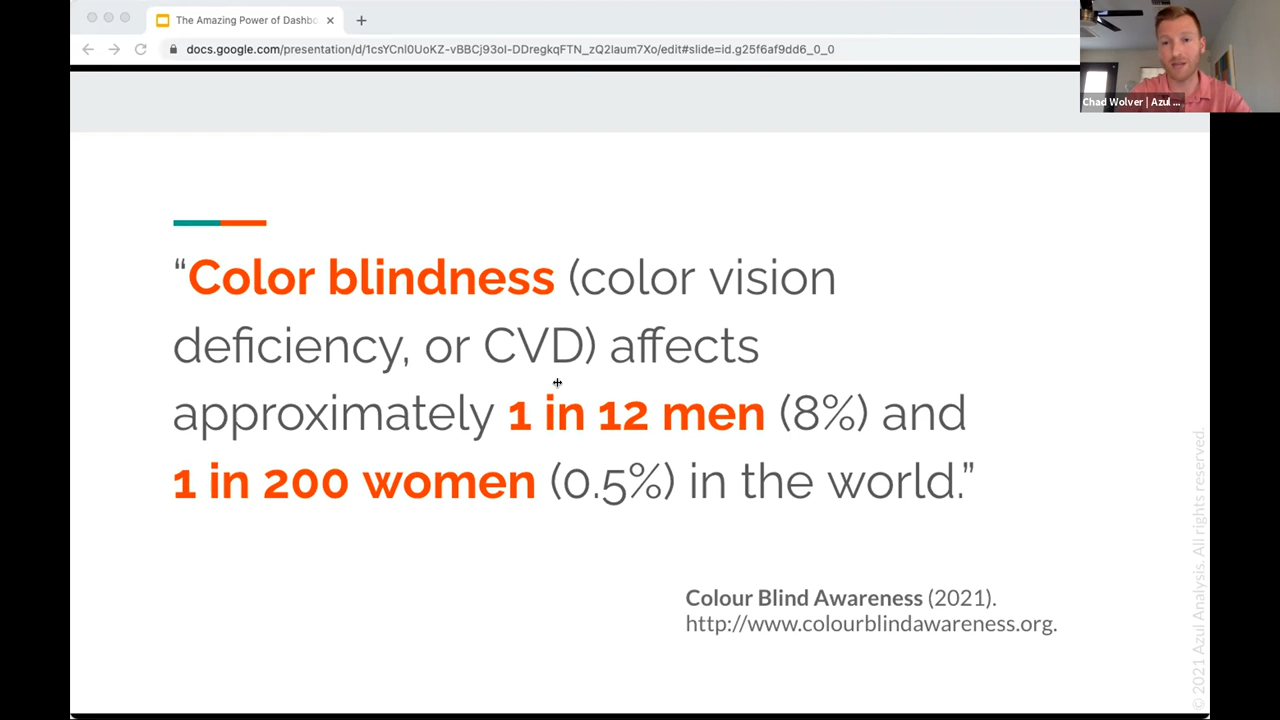 The Amazing Power of Dashbo
docs.google.com/presentation/d/1csYCnl0UoKZ-vBBCj93oI-DDregkqFTN_zQ2laum7Xo/edit#slide=id.g25f6af9dd6_0_0
Chad Wolver | Azul ...
“Color blindness (color vision
deficiency, or CVD) affects
approximately 1 in 12 men (8%) and
1 in 200 women (0.5%) in the world.”
Colour Blind Awareness (2021).
http://www.colourblindawareness.org.
© 2021 Azul Analysis. All rights reserved.